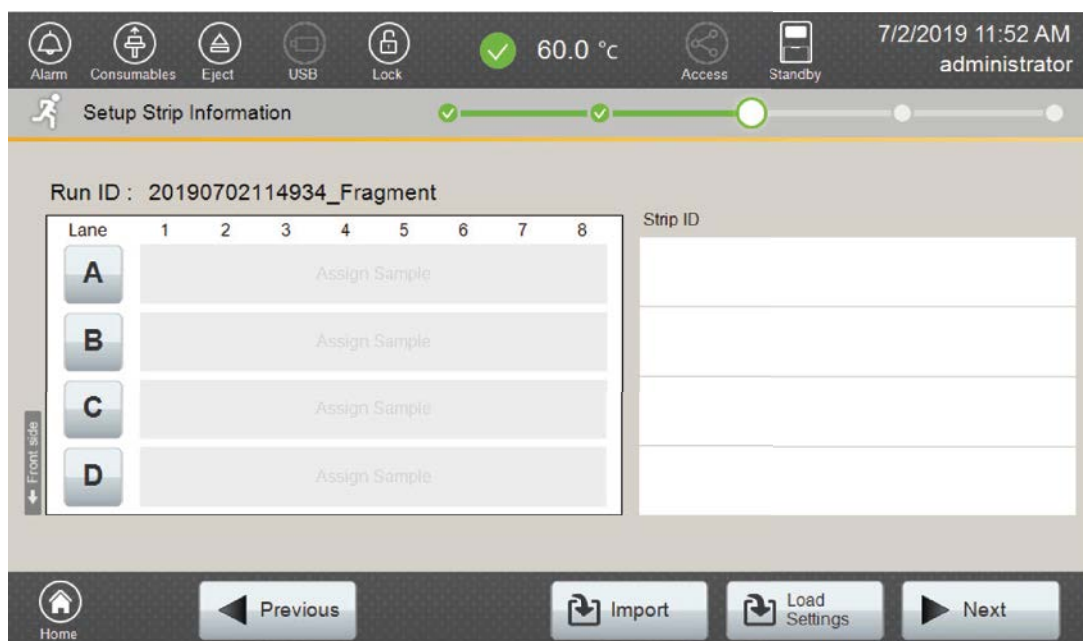 7/2/2019 11:52 AM
60.0 °C
administrator
Alarm Consumables Eject USB Lock Access Standby
Setup Strip Information
Run ID : 20190702114934_Fragment
Strip ID
Lane 1 2 3 4 5 6 7 8
A Assign Sample
B Assign Sample
C Assign Sample
D Assign Sample
Front side
Previous Import Load Settings Next
Home